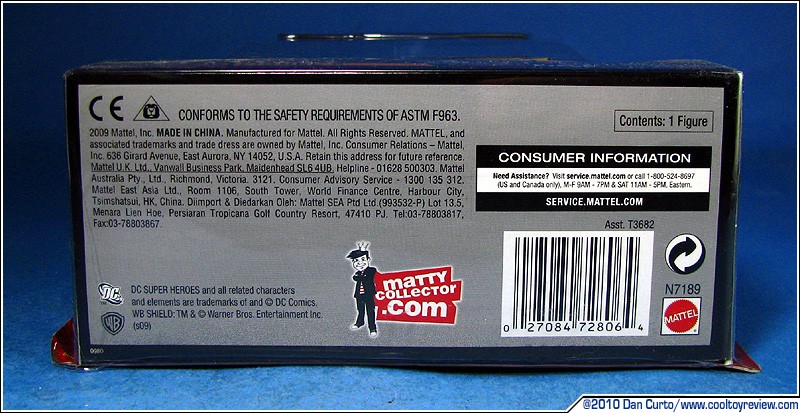 CE CONFORMS TO THE SAFETY REQUIREMENTS OF ASTM F963.
2009 Mattel, Inc. MADE IN CHINA. Manufactured for Mattel. All Rights Reserved. MATTEL, and
associated trademarks and trade dress are owned by Mattel, Inc. Consumer Relations – Mattel,
Inc. 636 Girard Avenue, East Aurora, NY 14052, U.S.A. Retain this address for future reference.
Mattel U.K. Ltd., Vanwall Business Park, Maidenhead SL6 4UB. Helpline - 01628 500303. Mattel
Australia Pty., Ltd., Richmond, Victoria. 3121. Consumer Advisory Service - 1300 135 312.
Mattel East Asia Ltd., Room 1106, South Tower, World Finance Centre, Harbour City,
Tsimshatsui, HK, China. Diimport & Diedarkan Oleh: Mattel SEA Ptd Ltd.(993532-P) Lot 13.5,
Menara Lien Hoe, Persiaran Tropicana Golf Country Resort, 47410 PJ. Tel:03-78803817,
Fax:03-78803867.
Contents: 1 Figure
CONSUMER INFORMATION
Need Assistance? Visit service.mattel.com or call 1-800-524-8697
(US and Canada only), M-F 9AM - 7PM & SAT 11AM - 5PM, Eastern.
SERVICE.MATTEL.COM
Asst. T3682
0 27084 72806 4
N7189
MATTEL
matty
COLLECTOR
.com
DC
DC SUPER HEROES and all related characters
and elements are trademarks of and © DC Comics.
WB
WB SHIELD: TM & © Warner Bros. Entertainment Inc.
(s09)
0980
©2010 Dan Curto/www.cooltoyreview.com